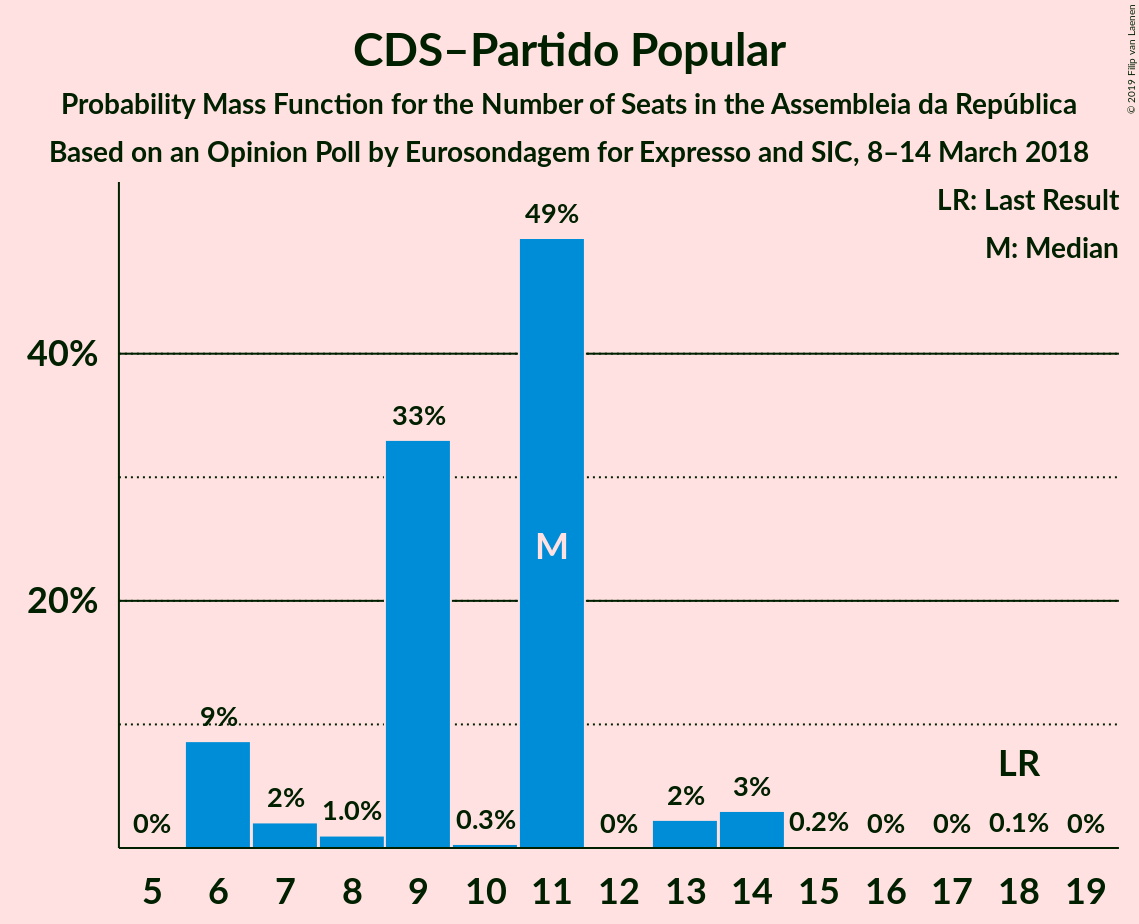 CDS–Partido Popular
Probability Mass Function for the Number of Seats in the Assembleia da República
Based on an Opinion Poll by Eurosondagem for Expresso and SIC, 8–14 March 2018
© 2019 Filip van Laenen
LR: Last Result
M: Median
40%
20%
0%
9%
2%
1.0%
33%
0.3%
49%
M
0%
2%
3%
0.2%
0%
0%
LR
0.1%
0%
5 6 7 8 9 10 11 12 13 14 15 16 17 18 19